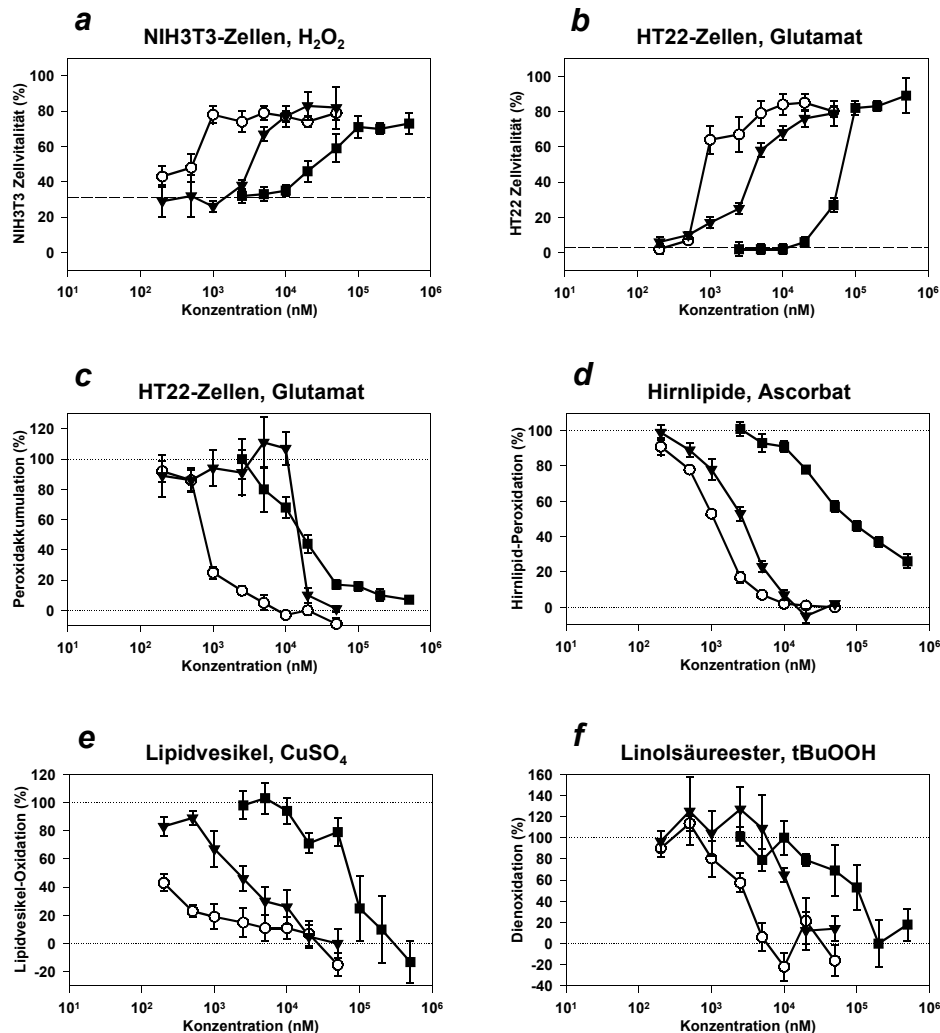 a
NIH3T3-Zellen, H₂O₂
NIH3T3 Zellvitalität (%)
100
80
60
40
20
0
10¹ 10² 10³ 10⁴ 10⁵ 10⁶
Konzentration (nM)
b
HT22-Zellen, Glutamat
HT22 Zellvitalität (%)
100
80
60
40
20
0
10¹ 10² 10³ 10⁴ 10⁵ 10⁶
Konzentration (nM)
c
HT22-Zellen, Glutamat
Peroxidakkumulation (%)
120
100
80
60
40
20
0
10¹ 10² 10³ 10⁴ 10⁵ 10⁶
Konzentration (nM)
d
Hirnlipide, Ascorbat
Hirnlipid-Peroxidation (%)
100
80
60
40
20
0
10¹ 10² 10³ 10⁴ 10⁵ 10⁶
Konzentration (nM)
e
Lipidvesikel, CuSO₄
Lipidvesikel-Oxidation (%)
120
100
80
60
40
20
0
-20
10¹ 10² 10³ 10⁴ 10⁵ 10⁶
Konzentration (nM)
f
Linolsäureester, tBuOOH
Dienoxidation (%)
160
140
120
100
80
60
40
20
0
-20
-40
10¹ 10² 10³ 10⁴ 10⁵ 10⁶
Konzentration (nM)